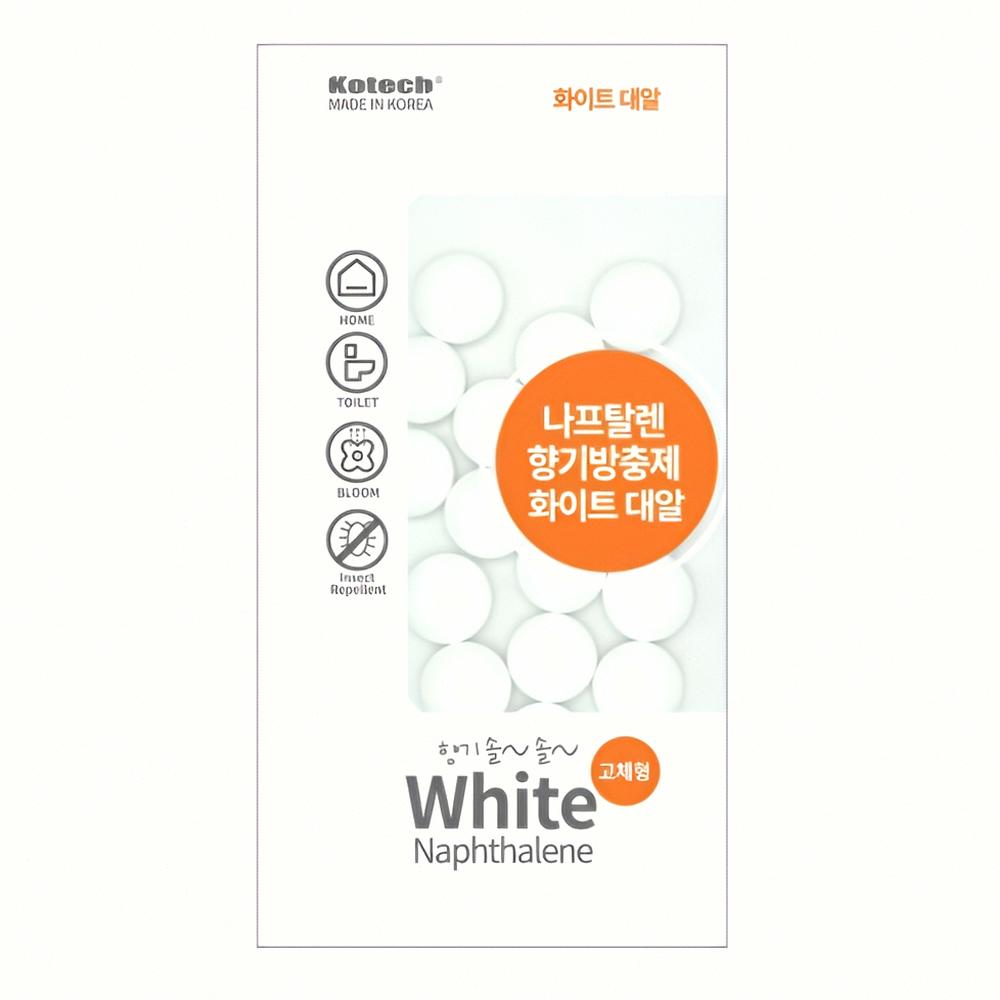 Kotech®
MADE IN KOREA
화이트 대알
HOME
TOILET
BLOOM
Insect
Repellent
나프탈렌
향기방충제
화이트 대알
향기 솔~ 솔~
고체형
White
Naphthalene